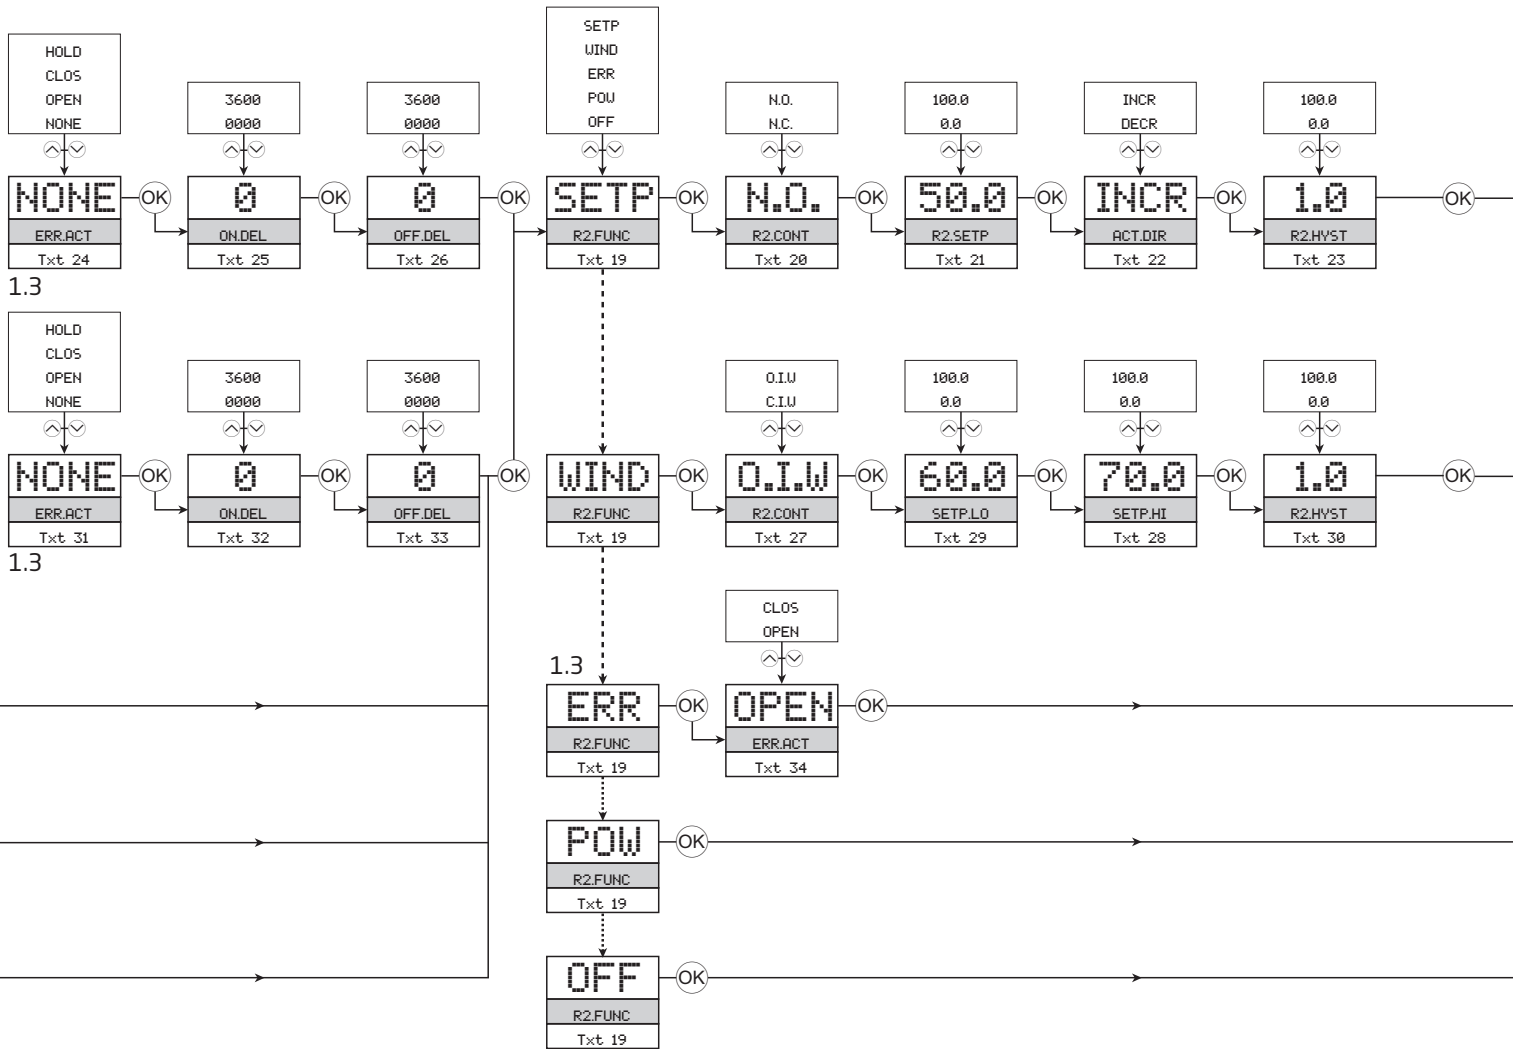 HOLD
CLOS
OPEN
NONE
NONE
ERR.ACT
Txt 24
1.3
OK
3600
0000
0
ON.DEL
Txt 25
OK
3600
0000
0
OFF.DEL
Txt 26
OK
SETP
WIND
ERR
POW
OFF
SETP
R2.FUNC
Txt 19
OK
N.O.
N.C.
N.O.
R2.CONT
Txt 20
OK
100.0
0.0
50.0
R2.SETP
Txt 21
OK
INCR
DECR
INCR
ACT.DIR
Txt 22
OK
100.0
0.0
1.0
R2.HYST
Txt 23
OK
HOLD
CLOS
OPEN
NONE
NONE
ERR.ACT
Txt 31
1.3
OK
3600
0000
0
ON.DEL
Txt 32
OK
3600
0000
0
OFF.DEL
Txt 33
OK
WIND
R2.FUNC
Txt 19
OK
O.I.W
C.I.W
O.I.W
R2.CONT
Txt 27
OK
100.0
0.0
60.0
SETP.LO
Txt 29
OK
100.0
0.0
70.0
SETP.HI
Txt 28
OK
100.0
0.0
1.0
R2.HYST
Txt 30
OK
1.3
ERR
R2.FUNC
Txt 19
OK
CLOS
OPEN
OPEN
ERR.ACT
Txt 34
OK
POW
R2.FUNC
Txt 19
OK
OFF
R2.FUNC
Txt 19
OK